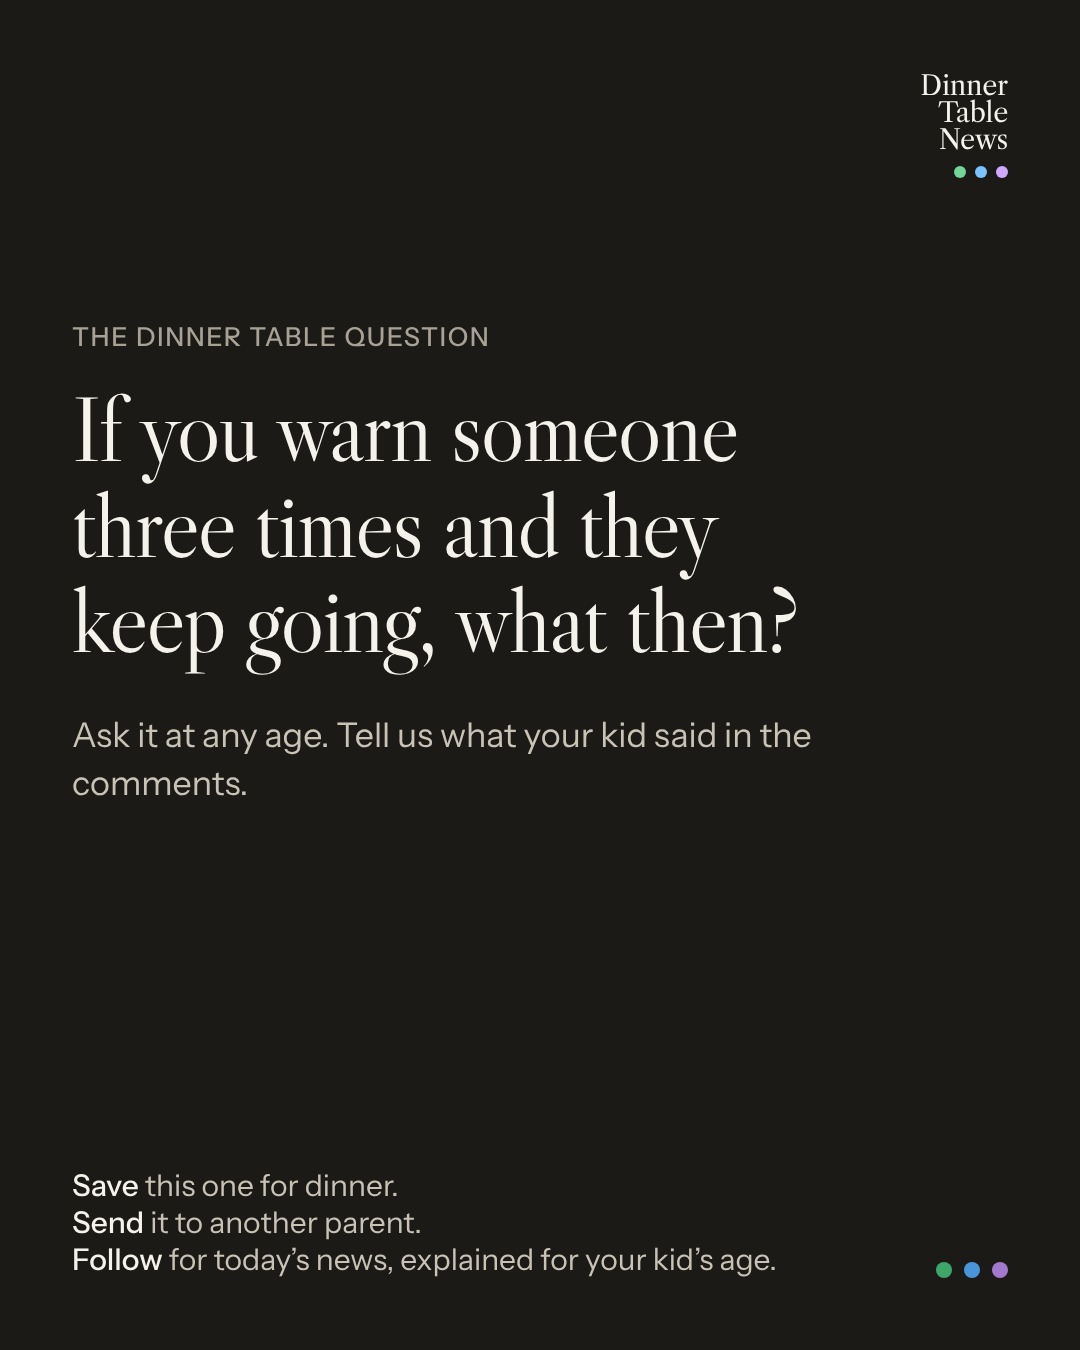 Dinner
Table
News
THE DINNER TABLE QUESTION
If you warn someone
three times and they
keep going, what then?
Ask it at any age. Tell us what your kid said in the
comments.
Save this one for dinner.
Send it to another parent.
Follow for today’s news, explained for your kid’s age.